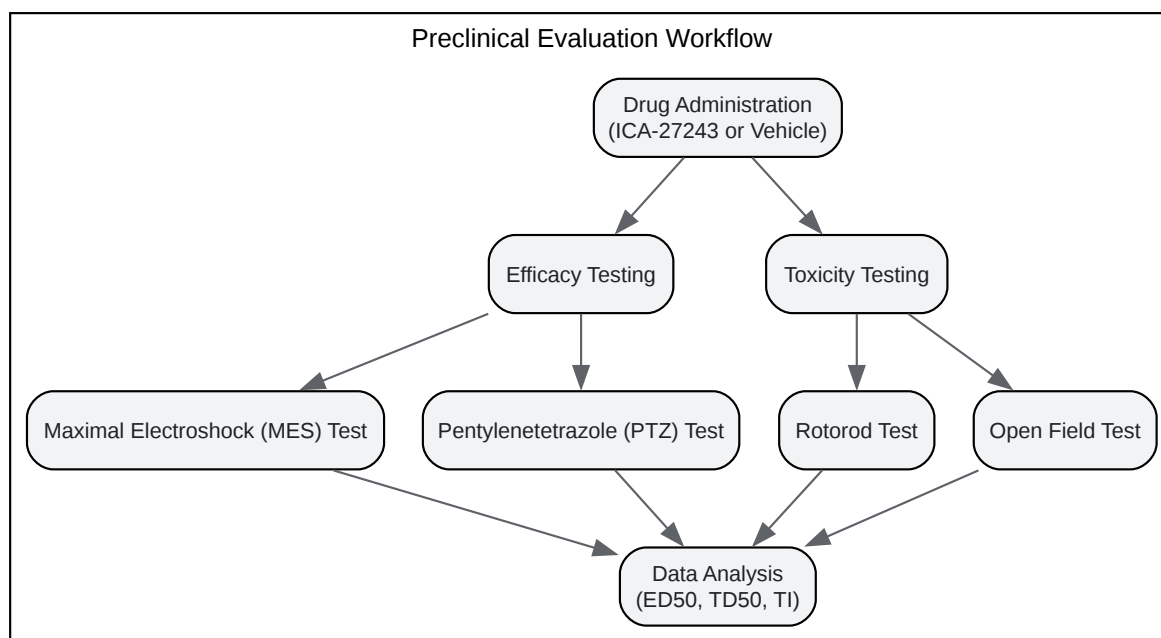 Preclinical Evaluation Workflow
Drug Administration
(ICA-27243 or Vehicle)
Efficacy Testing
Toxicity Testing
Maximal Electroshock (MES) Test
Pentylenetetrazole (PTZ) Test
Rotorod Test
Open Field Test
Data Analysis
(ED50, TD50, TI)